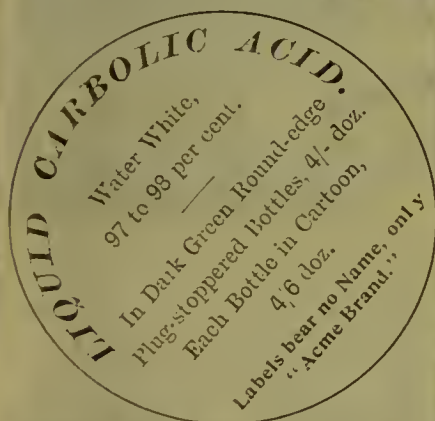 LIQUID CARBOLIC ACID.
Water White,
97 to 98 per cent.
In Dark Green Round-edge
Plug-stoppered Bottles, 4/- doz.
Each Bottle in Cartoon,
4/6 doz.
Labels bear no Name, only
"Acme Brand."